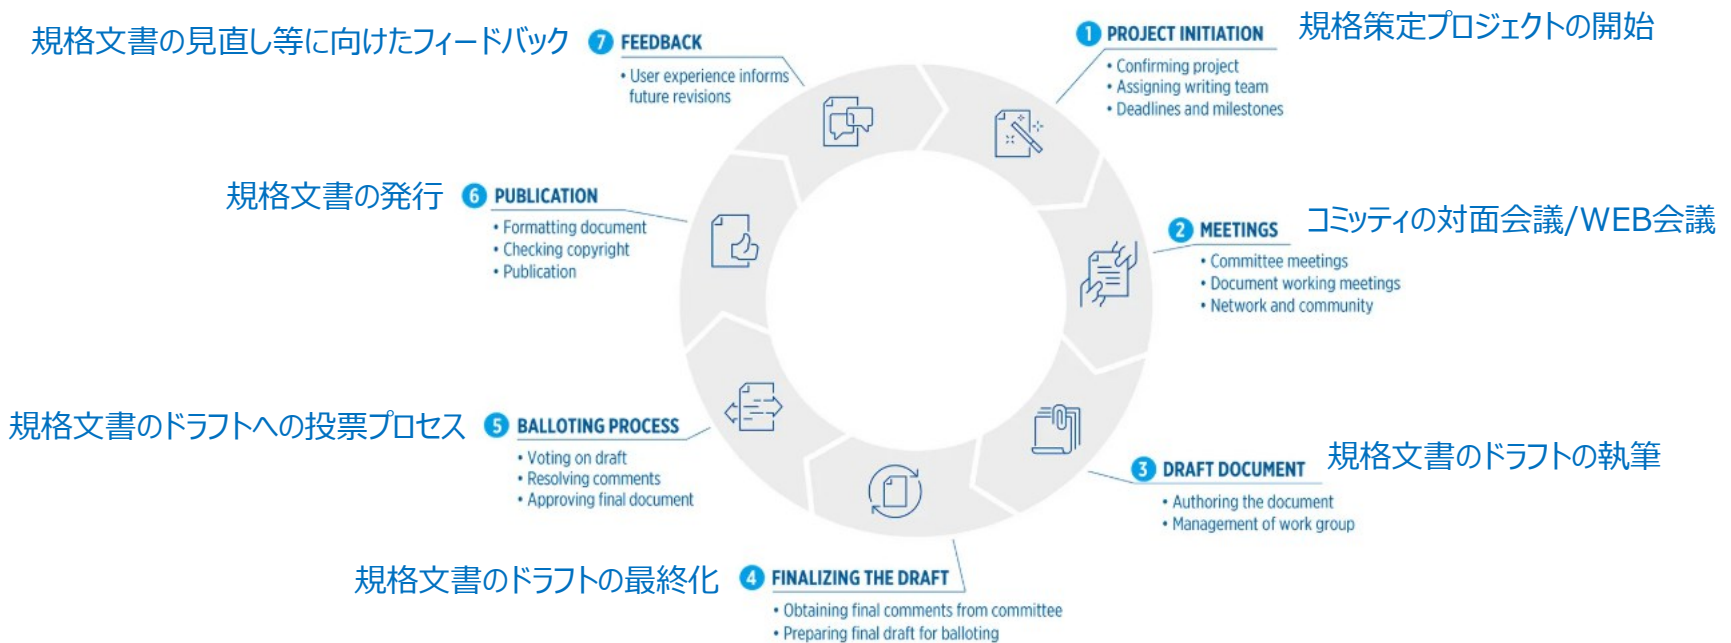 規格策定プロジェクトの開始
1 PROJECT INITIATION
• Confirming project
• Assigning writing team
• Deadlines and milestones
コミッティの対面会議/WEB会議
2 MEETINGS
• Committee meetings
• Document working meetings
• Network and community
規格文書のドラフトの執筆
3 DRAFT DOCUMENT
• Authoring the document
• Management of work group
規格文書のドラフトの最終化
4 FINALIZING THE DRAFT
• Obtaining final comments from committee
• Preparing final draft for balloting
規格文書のドラフトへの投票プロセス
5 BALLOTING PROCESS
• Voting on draft
• Resolving comments
• Approving final document
規格文書の発行
6 PUBLICATION
• Formatting document
• Checking copyright
• Publication
規格文書の見直し等に向けたフィードバック
7 FEEDBACK
• User experience informs
future revisions